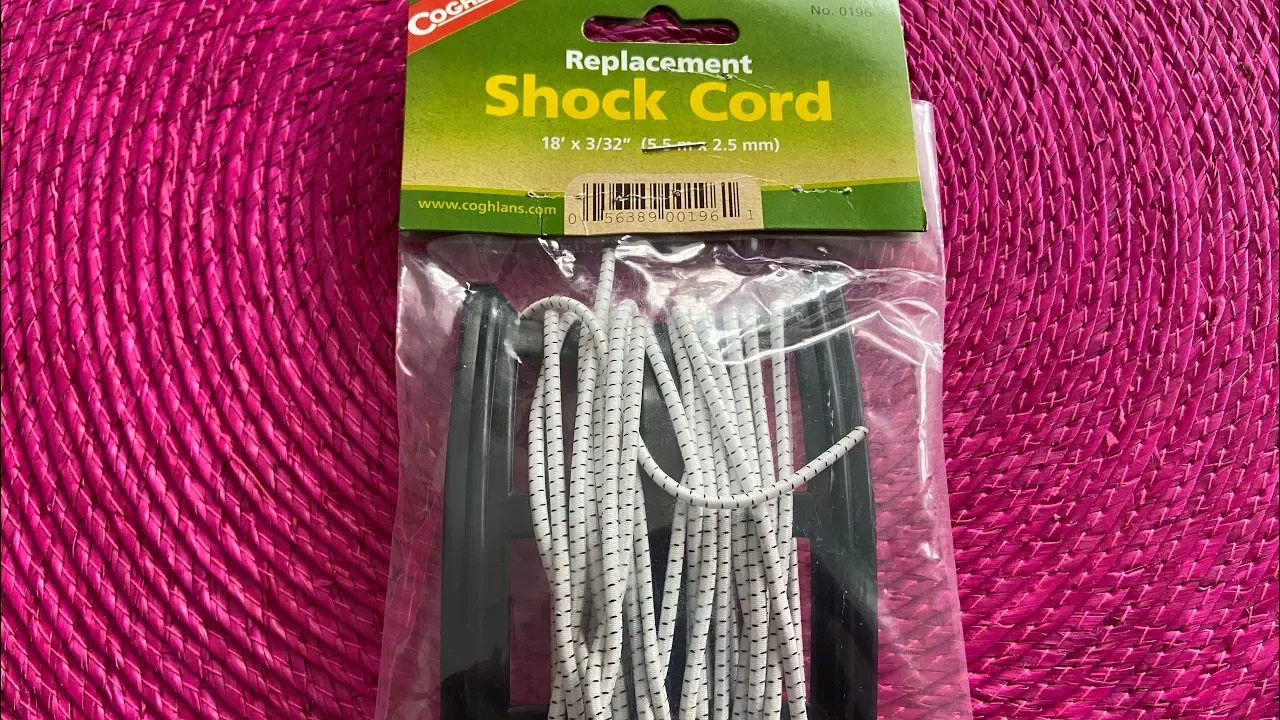 No. 0196
Replacement
Shock Cord
18' x 3/32" (5.5 m x 2.5 mm)
www.coghlans.com
0 56389 00196 1